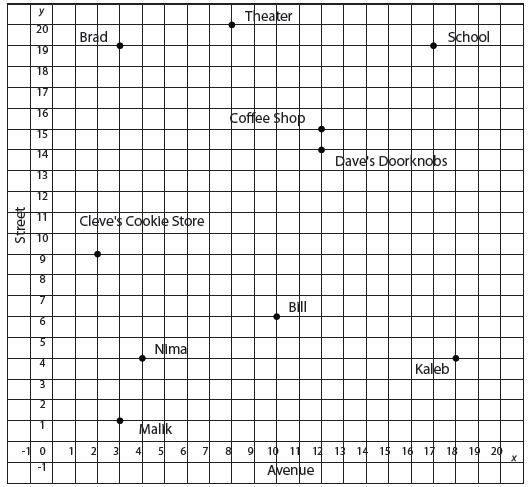 y
Theater
20
Brad
School
19
18
17
16
Coffee Shop
15
14
Dave's Doorknobs
13
12
11
Cleve's Cookie Store
Street
10
9
8
7
Bill
6
5
Nima
4
Kaleb
3
2
1
Malik
-1 0 1 2 3 4 5 6 7 8 9 10 11 12 13 14 15 16 17 18 19 20 x
-1
Avenue